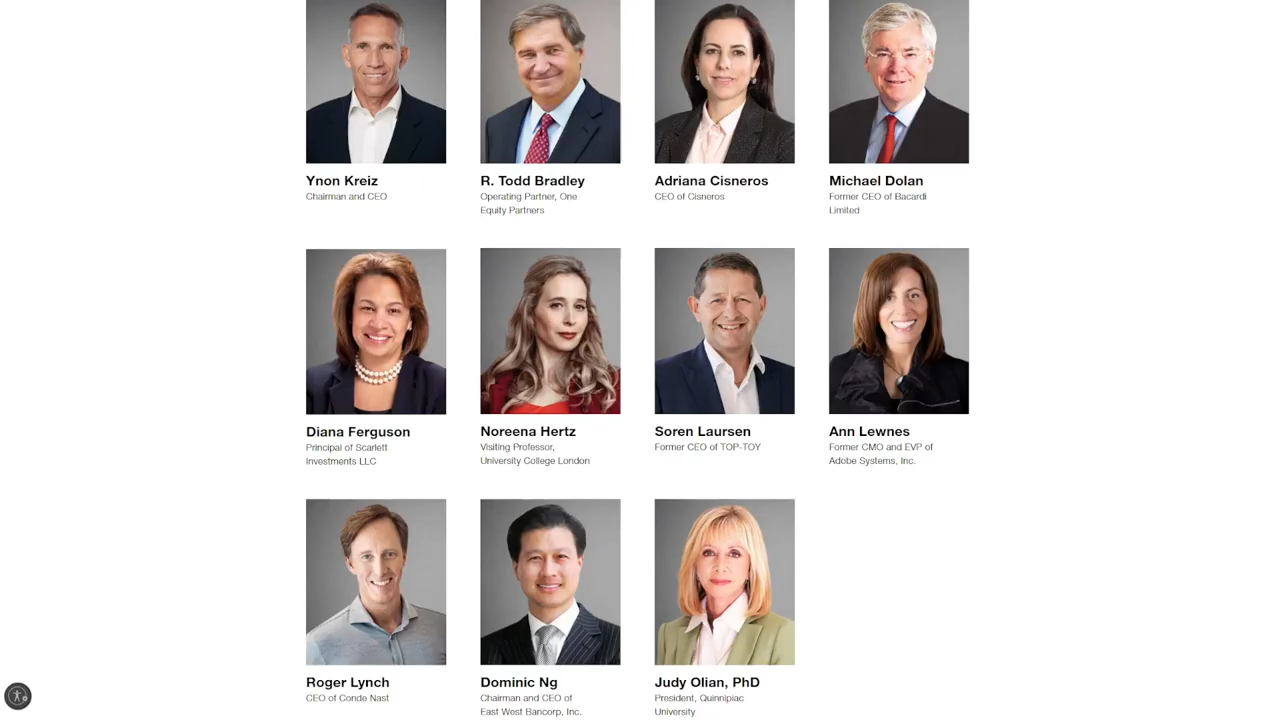 Ynon Kreiz
Chairman and CEO
R. Todd Bradley
Operating Partner, One
Equity Partners
Adriana Cisneros
CEO of Cisneros
Michael Dolan
Former CEO of Bacardi
Limited
Diana Ferguson
Principal of Scarlett
Investments LLC
Noreena Hertz
Visiting Professor,
University College London
Soren Laursen
Former CEO of TOP-TOY
Ann Lewnes
Former CMO and EVP of
Adobe Systems, Inc.
Roger Lynch
CEO of Conde Nast
Dominic Ng
Chairman and CEO of
East West Bancorp, Inc.
Judy Olian, PhD
President, Quinnipiac
University